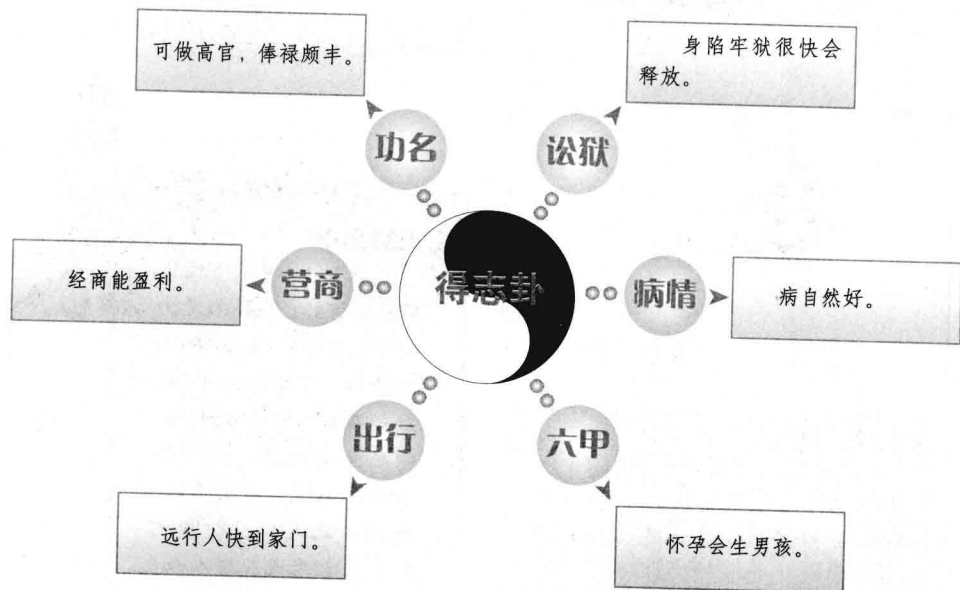 可做高官，俸禄颇丰。
身陷牢狱很快会
释放。
功名
讼狱
经商能盈利。
营商
得志卦
病情
病自然好。
出行
六甲
远行人快到家门。
怀孕会生男孩。